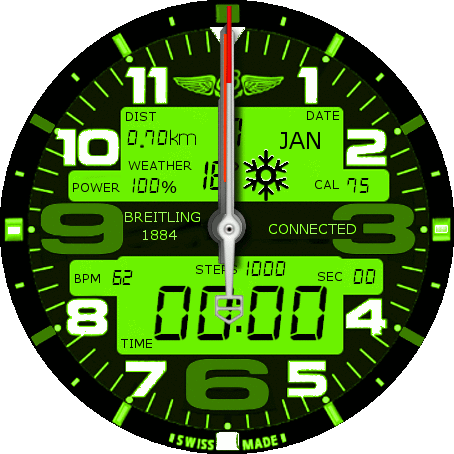 11 1
DIST DATE
0.70km JAN
10 2
WEATHER
POWER 100% CAL 75
9 BREITLING CONNECTED 3
1884
BPM 62 STEPS 1000 SEC 00
8 00:00 4
TIME
7 6 5
SWISS MADE